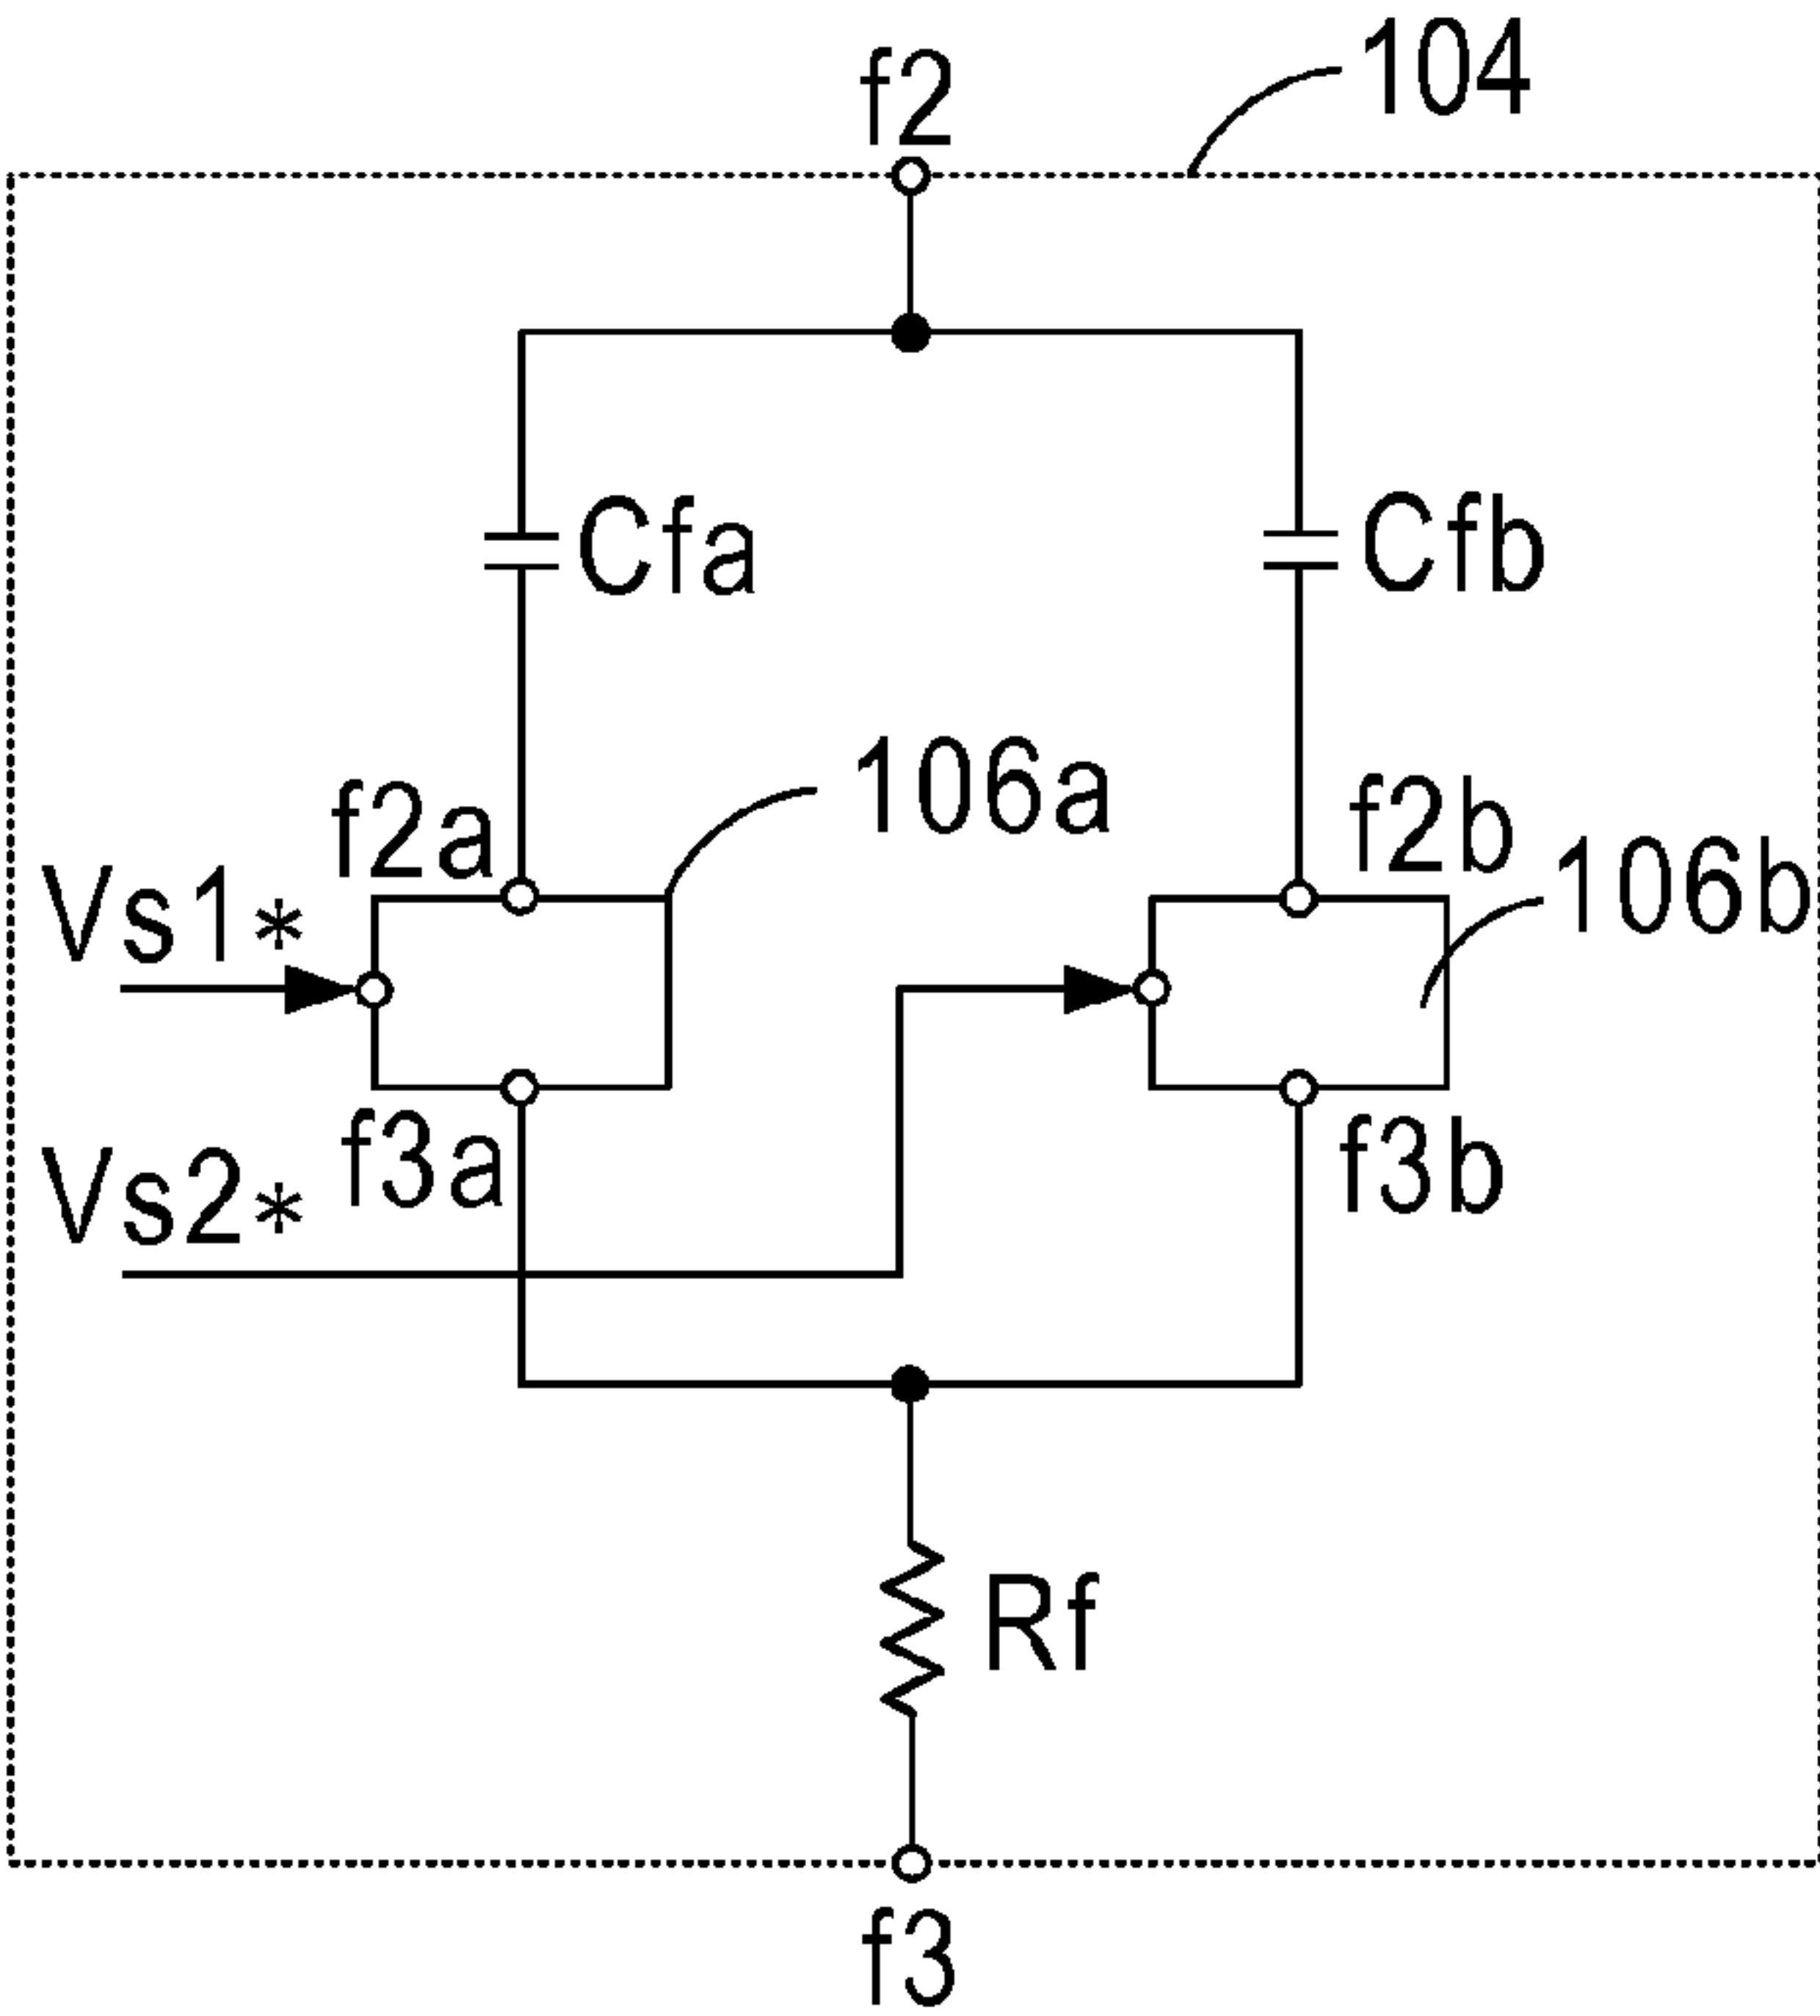 104
f2
Cfa
Cfb
106a
f2a
f2b
106b
Vs1*
f3a
f3b
Vs2*
Rf
f3